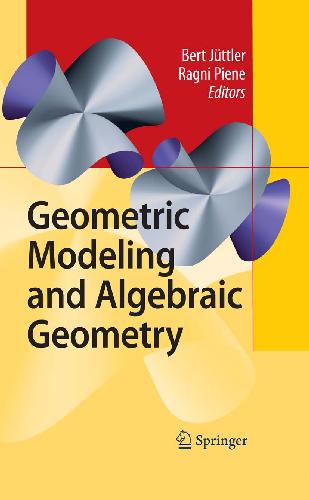 Bert Jüttler
Ragni Piene
Editors
Geometric
Modeling
and Algebraic
Geometry
Springer